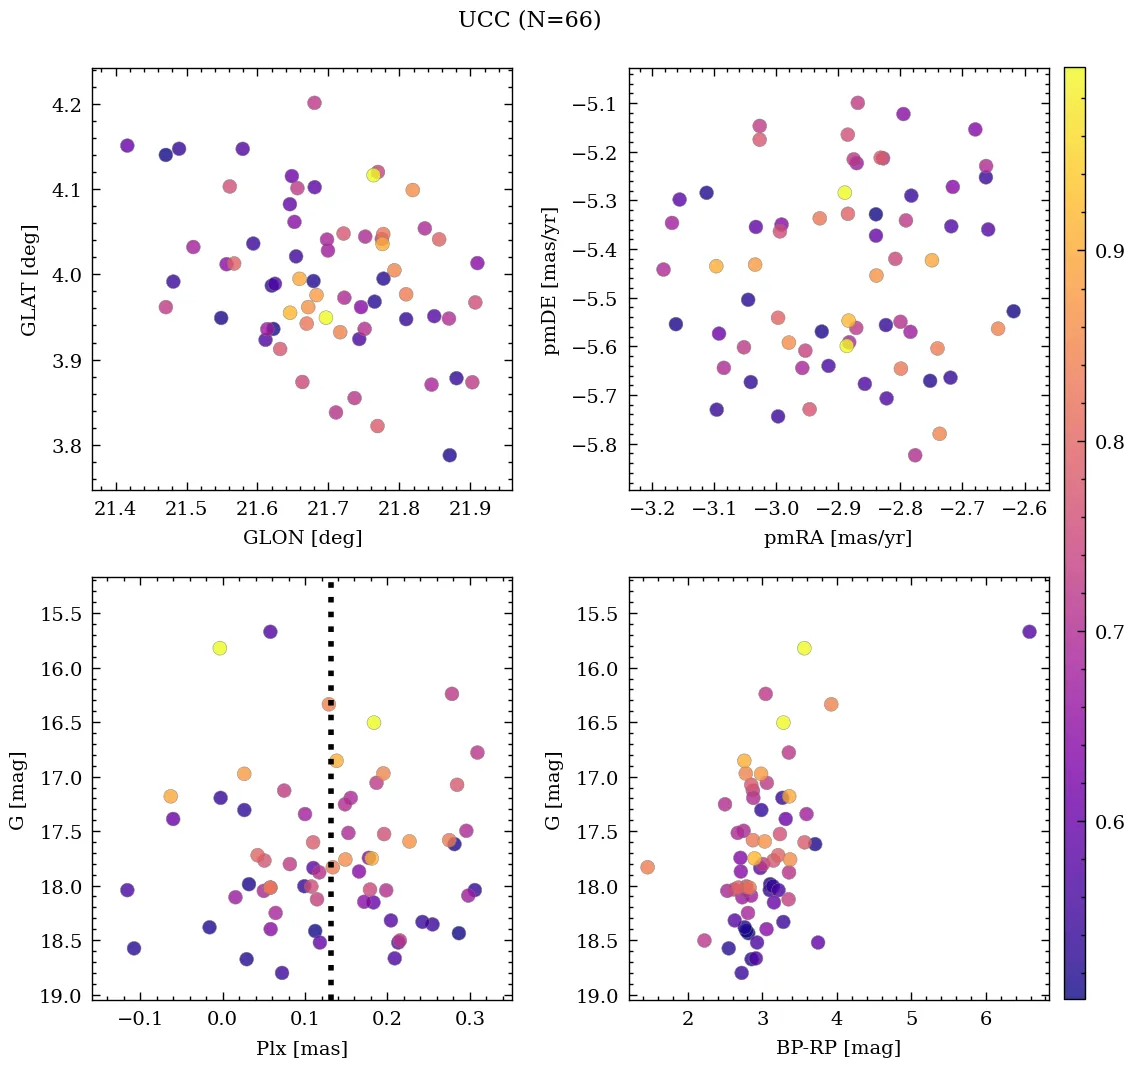 UCC (N=66)
4.2
4.1
4.0
3.9
3.8
GLAT [deg]
21.4 21.5 21.6 21.7 21.8 21.9
GLON [deg]
−5.1
−5.2
−5.3
−5.4
−5.5
−5.6
−5.7
−5.8
pmDE [mas/yr]
−3.2 −3.1 −3.0 −2.9 −2.8 −2.7 −2.6
pmRA [mas/yr]
15.5
16.0
16.5
17.0
17.5
18.0
18.5
19.0
G [mag]
−0.1 0.0 0.1 0.2 0.3
Plx [mas]
15.5
16.0
16.5
17.0
17.5
18.0
18.5
19.0
G [mag]
2 3 4 5 6
BP-RP [mag]
0.9
0.8
0.7
0.6